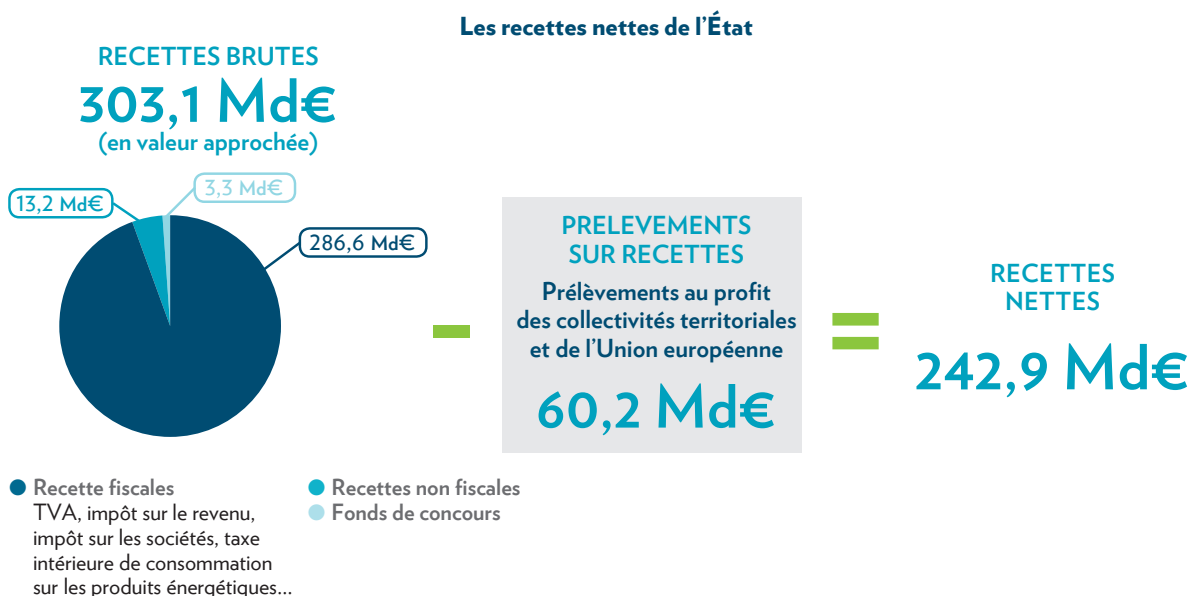 Les recettes nettes de l'État
RECETTES BRUTES
303,1 Md€
(en valeur approchée)
3,3 Md€
13,2 Md€
286,6 Md€
PRELEVEMENTS
SUR RECETTES
Prélèvements au profit
des collectivités territoriales
et de l'Union européenne
60,2 Md€
RECETTES
NETTES
242,9 Md€
Recette fiscales
TVA, impôt sur le revenu,
impôt sur les sociétés, taxe
intérieure de consommation
sur les produits énergétiques...
Recettes non fiscales
Fonds de concours